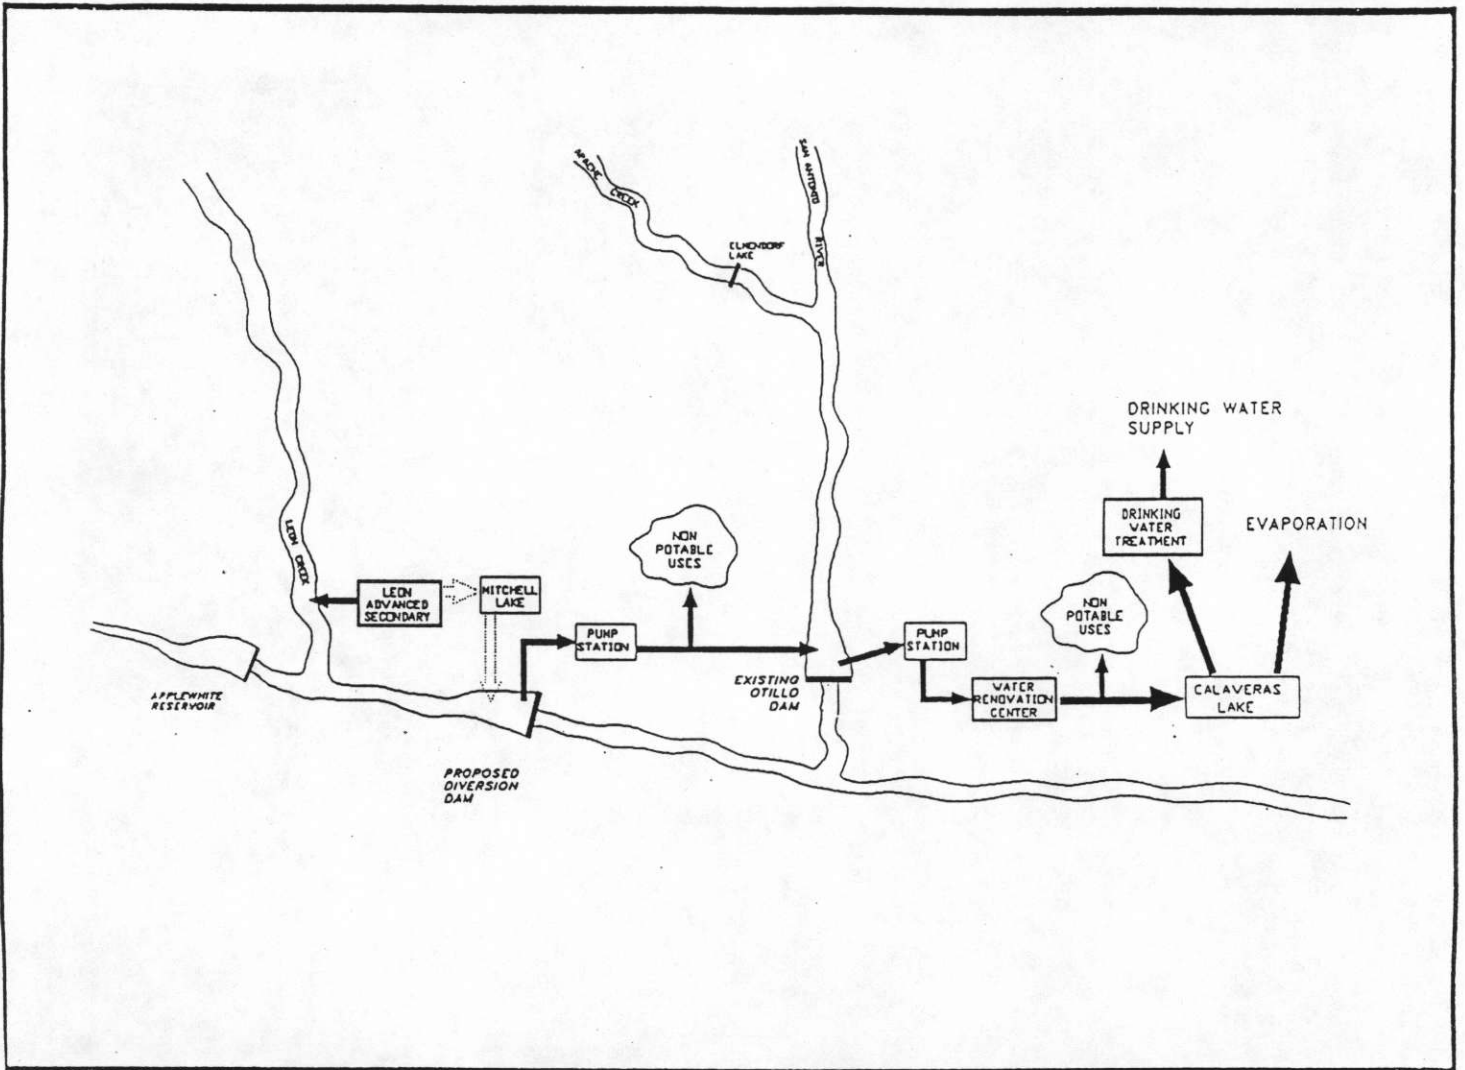 APACHE CREEK
SAN ANTONIO RIVER
ELMENDORF
LAKE
DRINKING WATER
SUPPLY
DRINKING
WATER
TREATMENT
EVAPORATION
NON
POTABLE
USES
LEON CREEK
LEON
ADVANCED
SECONDARY
MITCHELL
LAKE
NON
POTABLE
USES
PUMP
STATION
PUMP
STATION
APPLEWHITE
RESERVOIR
EXISTING
OTILLO
DAM
WATER
RENOVATION
CENTER
CALAVERAS
LAKE
PROPOSED
DIVERSION
DAM